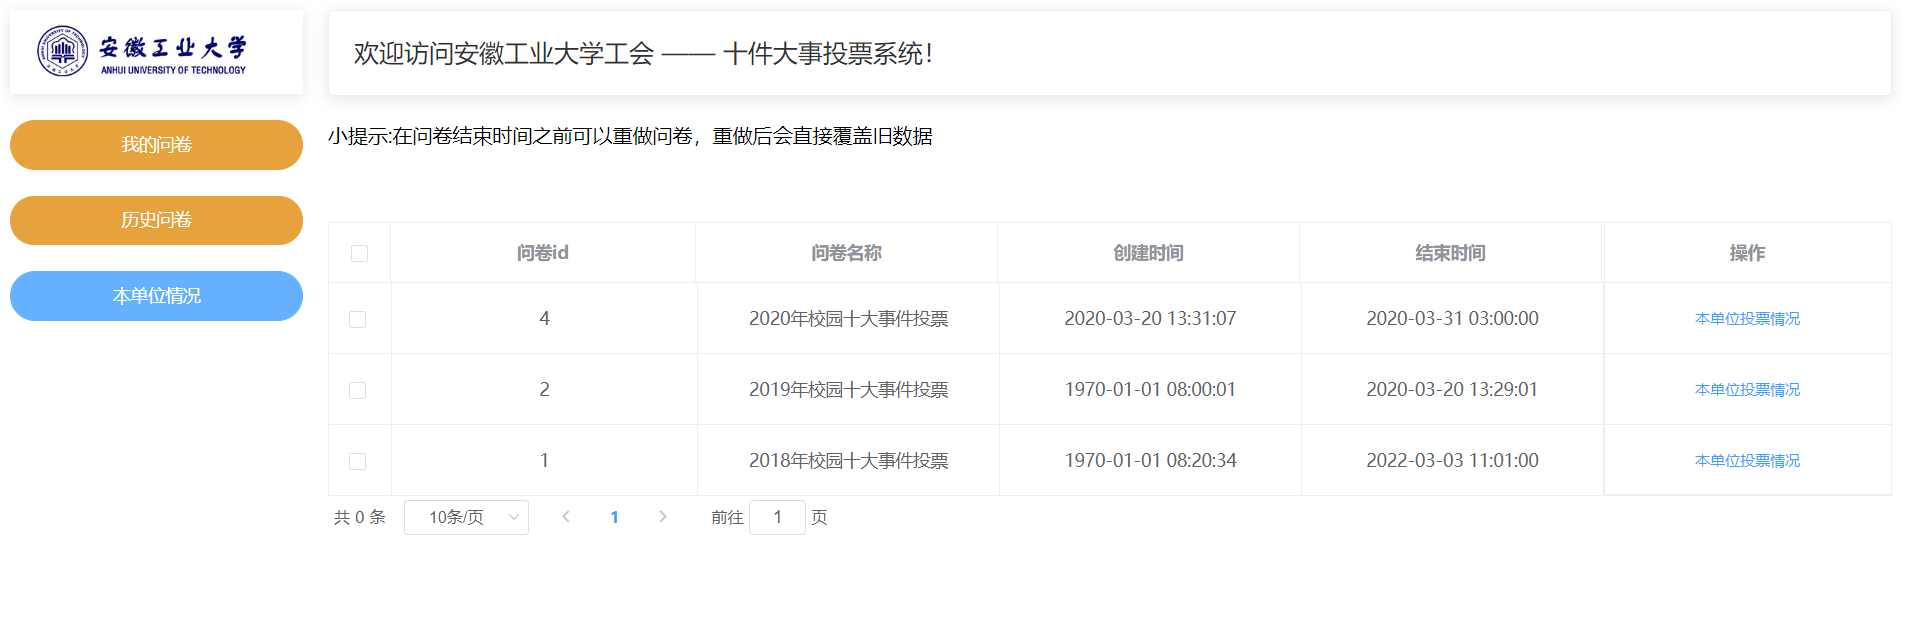 安徽工业大学
ANHUI UNIVERSITY OF TECHNOLOGY
欢迎访问安徽工业大学工会 —— 十件大事投票系统！
我的问卷
历史问卷
本单位情况
小提示:在问卷结束时间之前可以重做问卷，重做后会直接覆盖旧数据
问卷id 问卷名称 创建时间 结束时间 操作
4 2020年校园十大事件投票 2020-03-20 13:31:07 2020-03-31 03:00:00 本单位投票情况
2 2019年校园十大事件投票 1970-01-01 08:00:01 2020-03-20 13:29:01 本单位投票情况
1 2018年校园十大事件投票 1970-01-01 08:20:34 2022-03-03 11:01:00 本单位投票情况
共 0 条 10条/页 1 前往 1 页